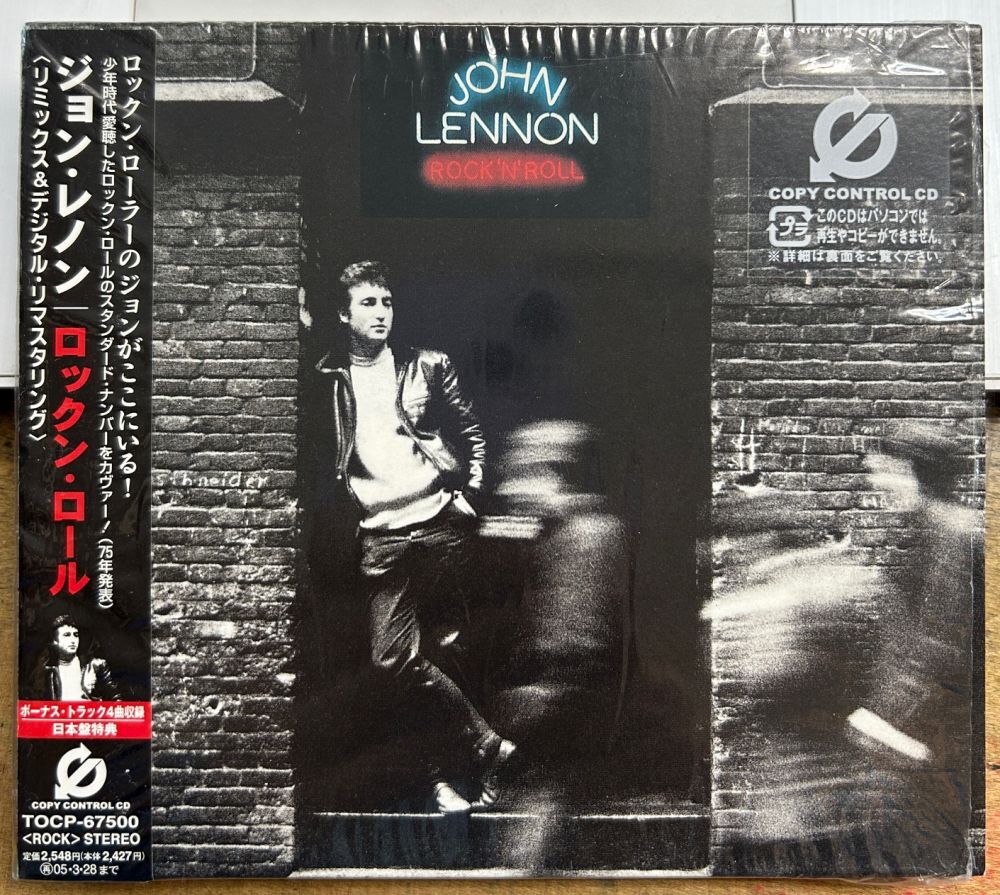 ロックン・ローラーのジョンがここにいる!
少年時代愛聴したロックン・ロールのスタンダード・ナンバーを力ヴァー!(75年発表)
ジョン・レノン|ロックン・ロール
〈リミックス&デジタル・リマスタリング〉
ボーナス・トラック4曲収録
日本盤特典
COPY CONTROL CD
TOCP-67500
<ROCK> STEREO
定価2,548円(本体2,427円)
再05・3・28まで
JOHN
LENNON
ROCK'N'ROLL
schneider
COPY CONTROL CD
プラ
このCDはパソコンでは
再生やコピーができません。
※詳細は裏面をご覧ください。